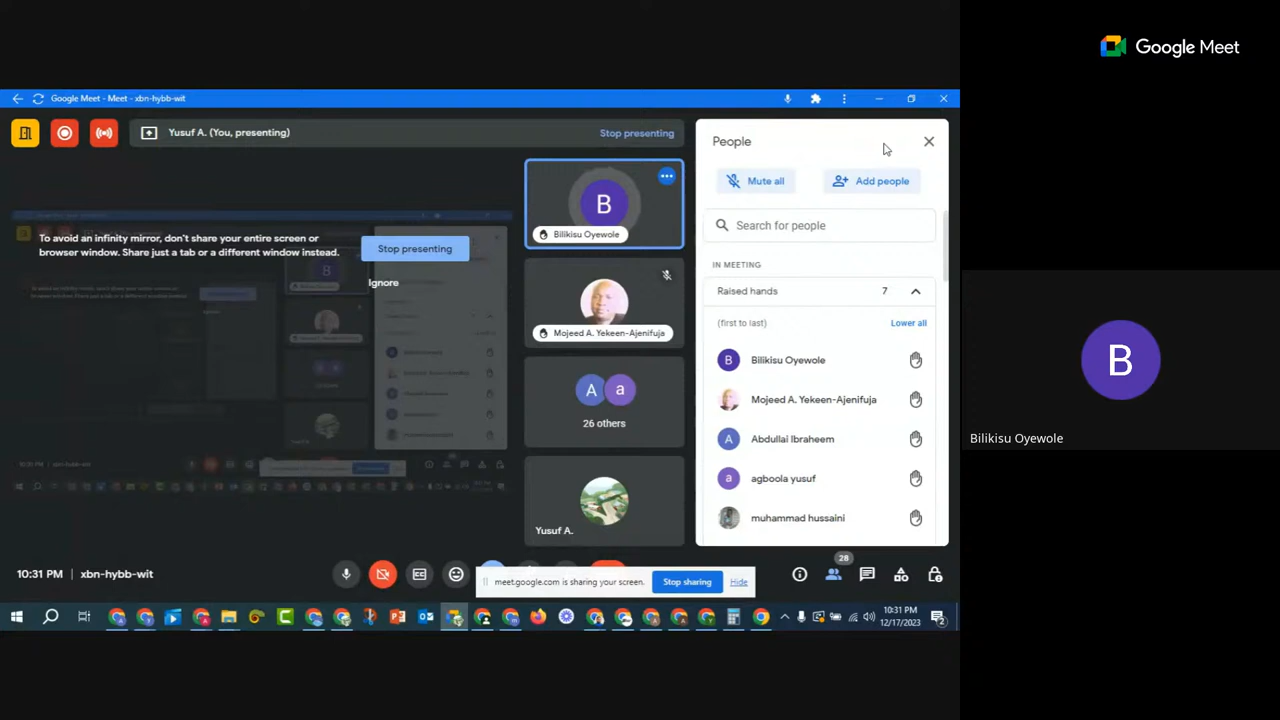 Google Meet
Google Meet - Meet - xbn-hybb-wit
Yusuf A. (You, presenting)
Stop presenting
To avoid an infinity mirror, don't share your entire screen or
browser window. Share just a tab or a different window instead.
Stop presenting
Ignore
B
Bilikisu Oyewole
Mojeed A. Yekeen-Ajenifuja
A a
26 others
Yusuf A.
People
Mute all
Add people
Search for people
IN MEETING
Raised hands 7
(first to last) Lower all
B Bilikisu Oyewole
Mojeed A. Yekeen-Ajenifuja
A Abdullai Ibraheem
a agboola yusuf
muhammad hussaini
B
Bilikisu Oyewole
10:31 PM xbn-hybb-wit
28
meet.google.com is sharing your screen.
Stop sharing
Hide
10:31 PM
12/17/2023
2